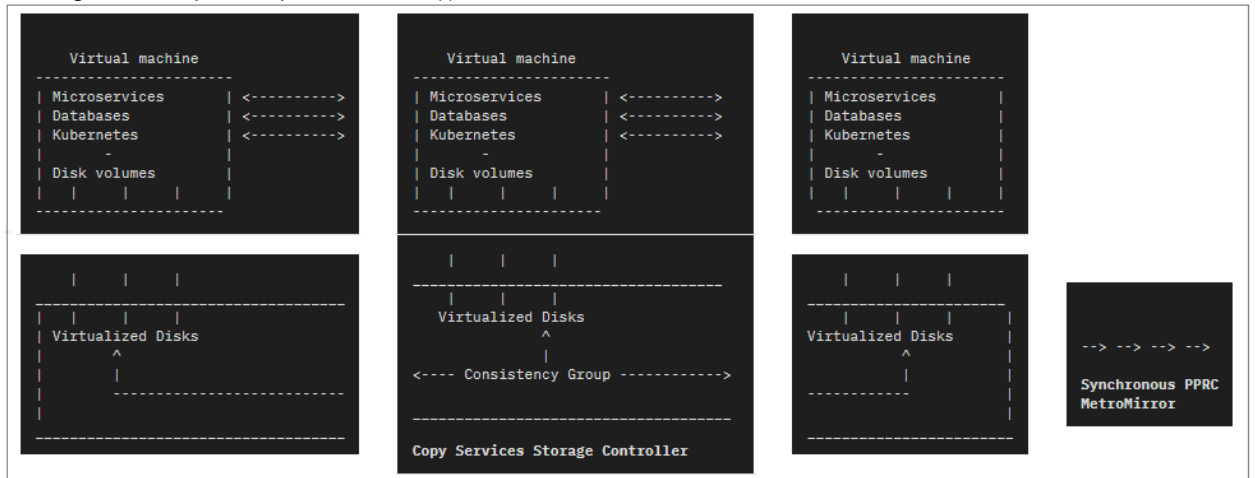 Virtual machine
Microservices
Databases
Kubernetes
Disk volumes
Virtual machine
Microservices
Databases
Kubernetes
Disk volumes
Virtual machine
Microservices
Databases
Kubernetes
Disk volumes
Virtualized Disks
Virtualized Disks
<---- Consistency Group ------------>
Copy Services Storage Controller
Virtualized Disks
--> --> --> -->
Synchronous PPRC
MetroMirror